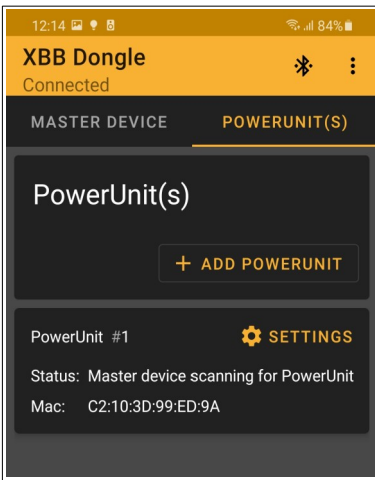 12:14 84%
XBB Dongle
Connected
MASTER DEVICE POWERUNIT(S)
PowerUnit(s)
+ ADD POWERUNIT
PowerUnit #1 SETTINGS
Status: Master device scanning for PowerUnit
Mac: C2:10:3D:99:ED:9A